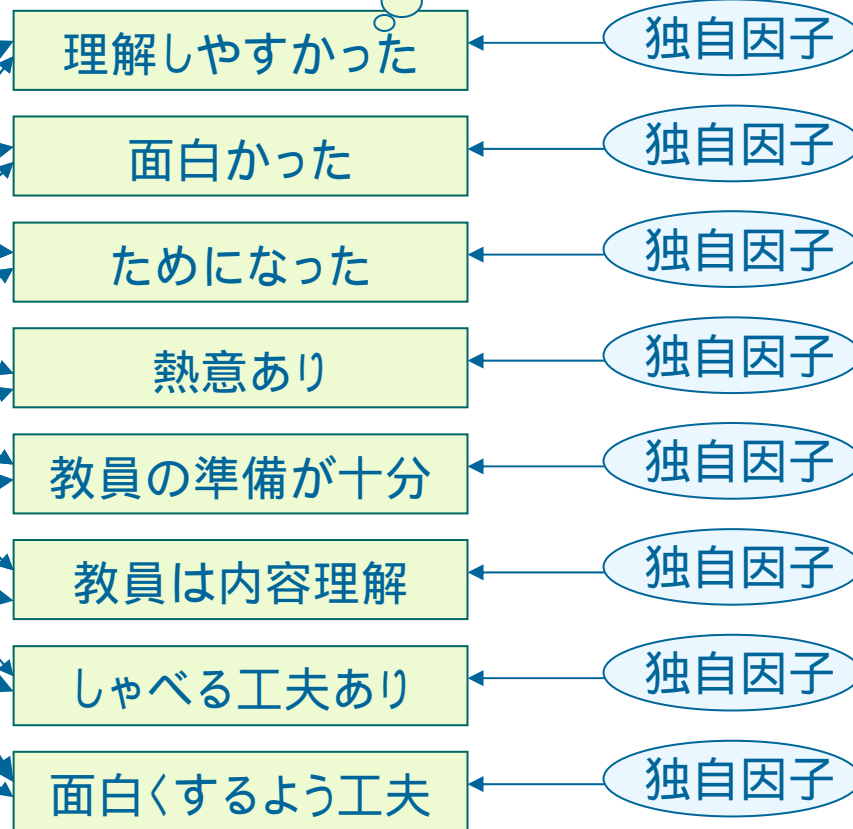 理解しやすかった 独自因子
面白かった 独自因子
ためになった 独自因子
熱意あり 独自因子
教員の準備が十分 独自因子
教員は内容理解 独自因子
しゃべる工夫あり 独自因子
面白くするよう工夫 独自因子